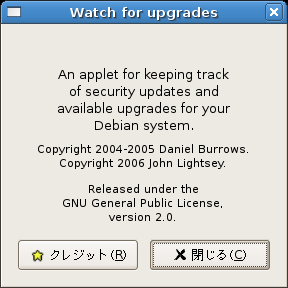 Watch for upgrades
An applet for keeping track
of security updates and
available upgrades for your
Debian system.
Copyright 2004-2005 Daniel Burrows.
Copyright 2006 John Lightsey.
Released under the
GNU General Public License,
version 2.0.
クレジット(R) 閉じる(C)